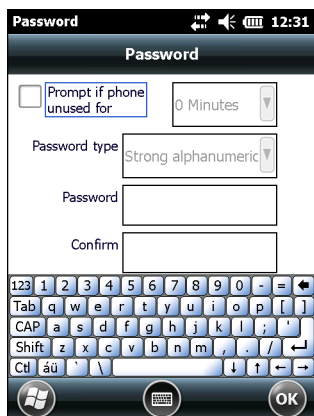 Password 12:31
Password
Prompt if phone
unused for
0 Minutes
Password type
Strong alphanumeric
Password
Confirm
123 1 2 3 4 5 6 7 8 9 0 - =
Tab q w e r t y u i o p [ ]
CAP a s d f g h j k l ; '
Shift z x c v b n m , . /
Ctl áü ` \ ↓ ↑ ← →
OK